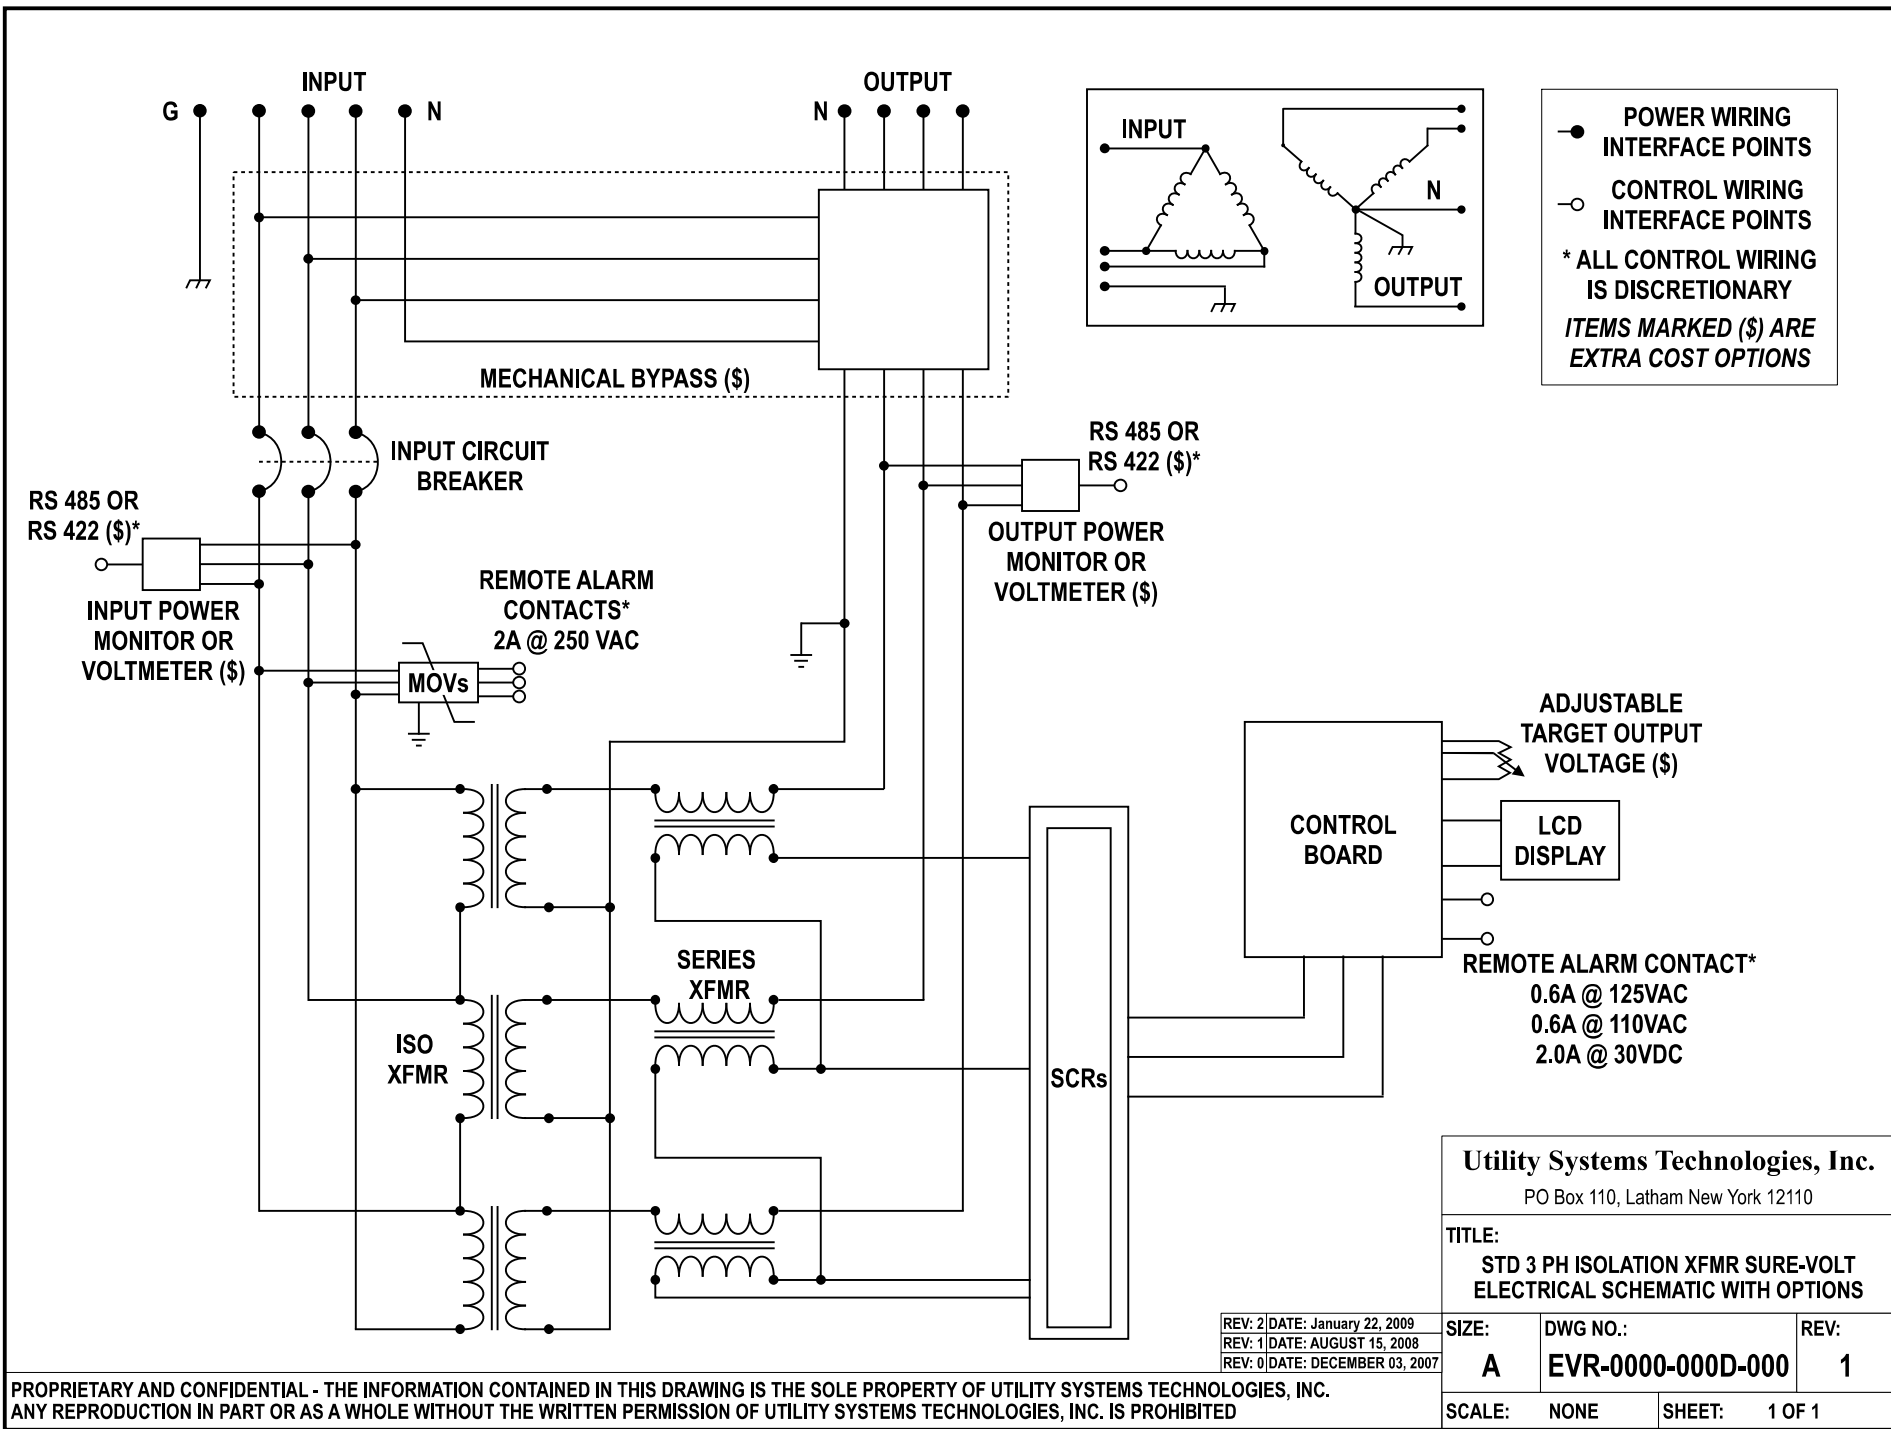 INPUT
G
N
OUTPUT
N
MECHANICAL BYPASS ($)
INPUT
N
OUTPUT
POWER WIRING
INTERFACE POINTS
CONTROL WIRING
INTERFACE POINTS
* ALL CONTROL WIRING
IS DISCRETIONARY
ITEMS MARKED ($) ARE
EXTRA COST OPTIONS
INPUT CIRCUIT
BREAKER
RS 485 OR
RS 422 ($)*
INPUT POWER
MONITOR OR
VOLTMETER ($)
RS 485 OR
RS 422 ($)*
OUTPUT POWER
MONITOR OR
VOLTMETER ($)
REMOTE ALARM
CONTACTS*
2A @ 250 VAC
MOVs
ISO
XFMR
SERIES
XFMR
SCRs
CONTROL
BOARD
ADJUSTABLE
TARGET OUTPUT
VOLTAGE ($)
LCD
DISPLAY
REMOTE ALARM CONTACT*
0.6A @ 125VAC
0.6A @ 110VAC
2.0A @ 30VDC
Utility Systems Technologies, Inc.
PO Box 110, Latham New York 12110
TITLE:
STD 3 PH ISOLATION XFMR SURE-VOLT
ELECTRICAL SCHEMATIC WITH OPTIONS
REV: 2 DATE: January 22, 2009
REV: 1 DATE: AUGUST 15, 2008
REV: 0 DATE: DECEMBER 03, 2007
SIZE:
A
DWG NO.:
EVR-0000-000D-000
REV:
1
SCALE: NONE
SHEET: 1 OF 1
PROPRIETARY AND CONFIDENTIAL - THE INFORMATION CONTAINED IN THIS DRAWING IS THE SOLE PROPERTY OF UTILITY SYSTEMS TECHNOLOGIES, INC.
ANY REPRODUCTION IN PART OR AS A WHOLE WITHOUT THE WRITTEN PERMISSION OF UTILITY SYSTEMS TECHNOLOGIES, INC. IS PROHIBITED